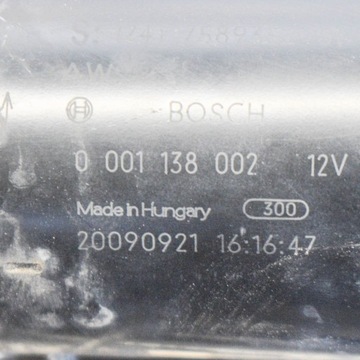 BOSCH
0 001 138 002 12V
Made in Hungary 300
20090921 16:16:47